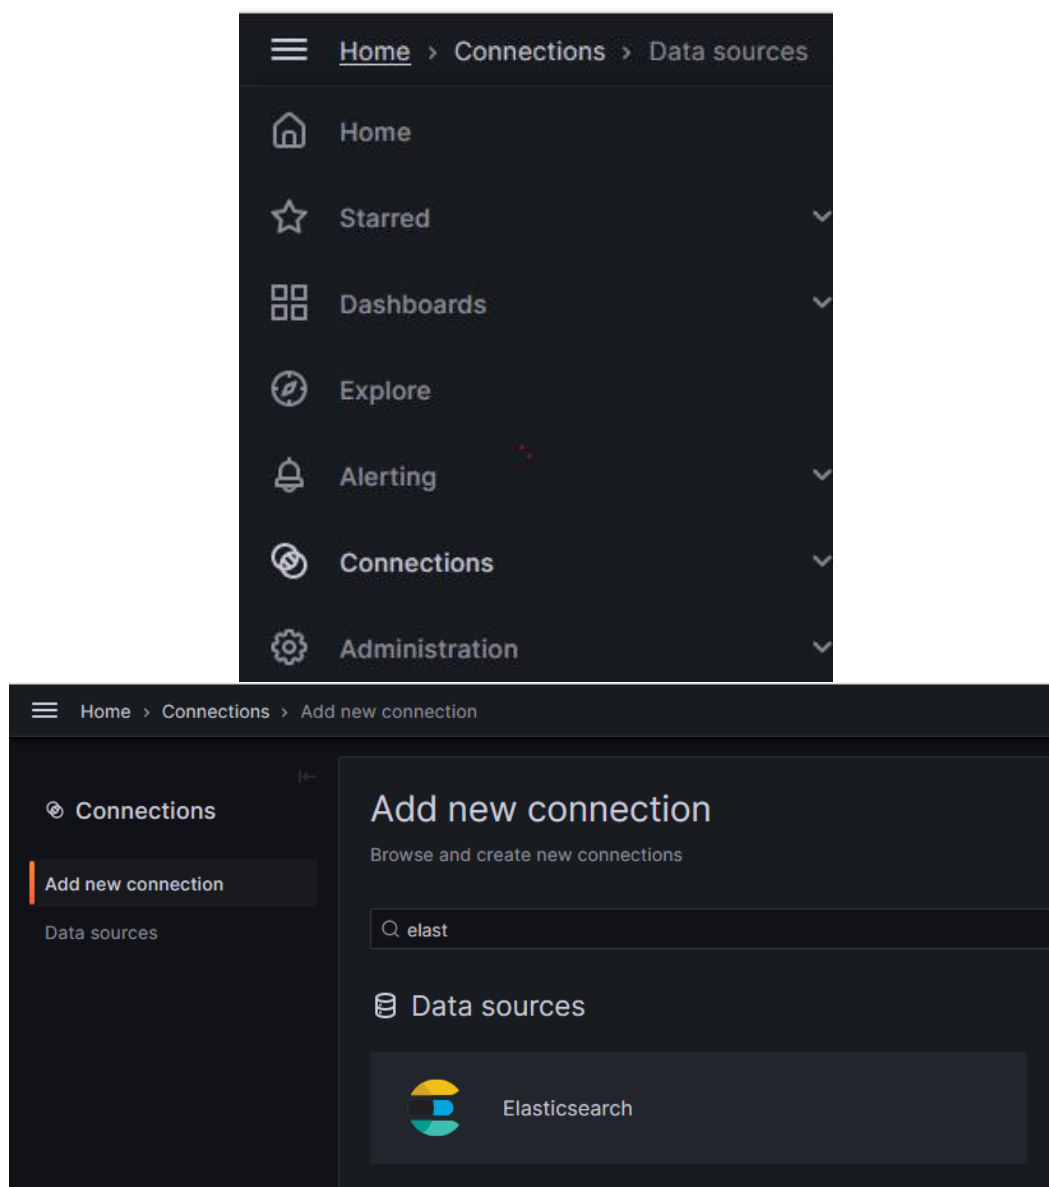 Home › Connections › Data sources
Home
Starred
Dashboards
Explore
Alerting
Connections
Administration
Home › Connections › Add new connection
Connections
Add new connection
Data sources
Add new connection
Browse and create new connections
elast
Data sources
Elasticsearch